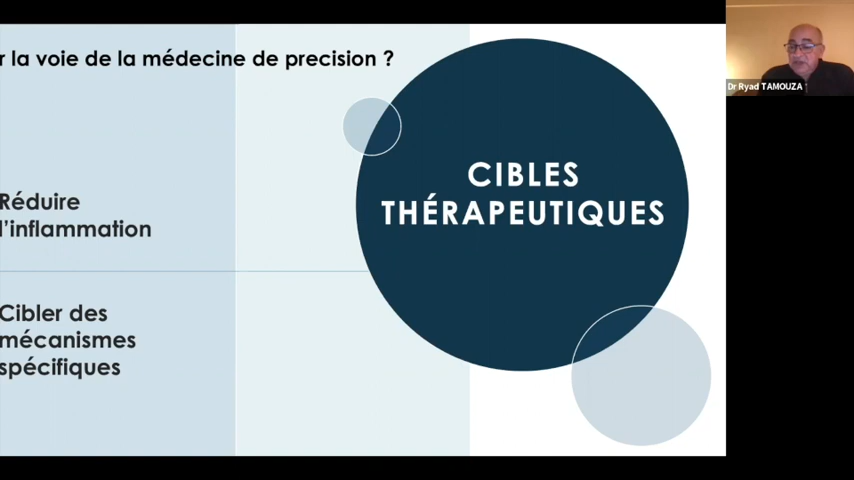 r la voie de la médecine de precision ?
Dr Ryad TAMOUZA
CIBLES
THÉRAPEUTIQUES
Réduire
l'inflammation
Cibler des
mécanismes
spécifiques